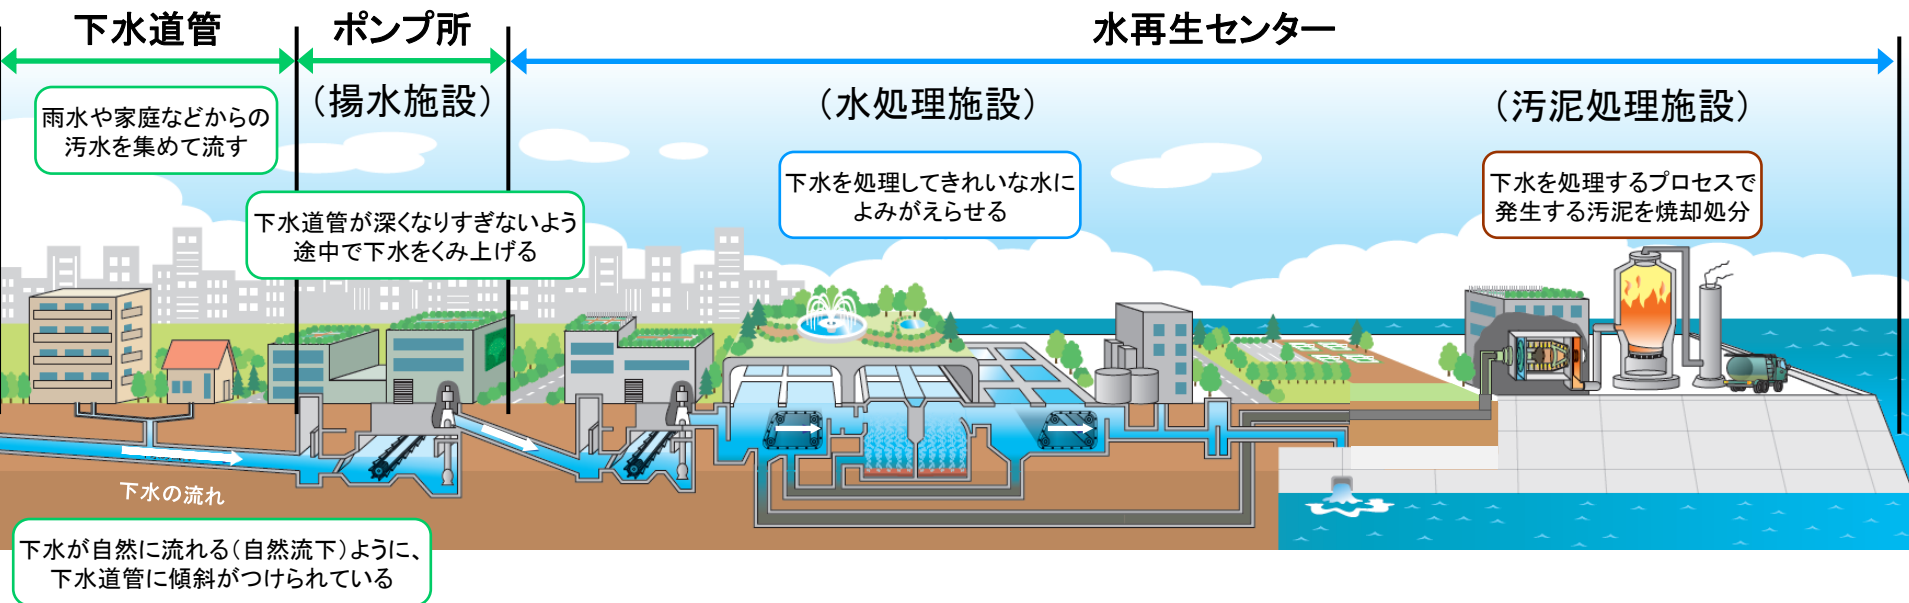 下水道管
ポンプ所
水再生センター
（揚水施設）
（水処理施設）
（汚泥処理施設）
雨水や家庭などからの
汚水を集めて流す
下水道管が深くなりすぎないよう
途中で下水をくみ上げる
下水を処理してきれいな水に
よみがえらせる
下水を処理するプロセスで
発生する汚泥を焼却処分
下水の流れ
下水が自然に流れる（自然流下）ように、
下水道管に傾斜がつけられている